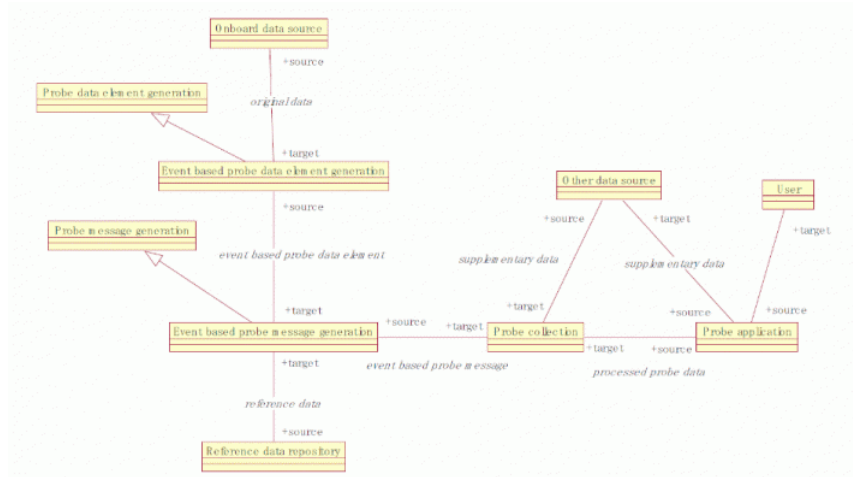 Onboard data source
+source
Probe data element generation
original data
+target
Event based probe data element generation
+source
Other data source
User
+source
+target
+target
Probe message generation
event based probe data element
supplementary data
supplementary data
+target
+target
+source
+source
+source
+target
Event based probe message generation
Probe collection
Probe application
+target
+target
+source
event based probe message
processed probe data
reference data
+source
Reference data repository